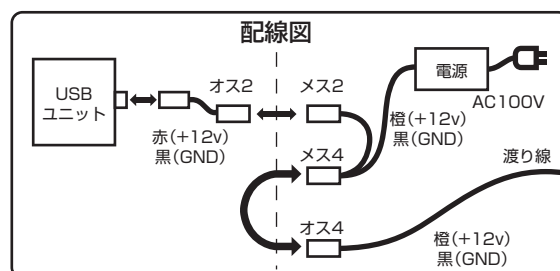 配線図
USB
ユニット
オス2
メス2
電源
AC100V
赤(+12v)
黒(GND)
橙(+12v)
黒(GND)
メス4
渡り線
オス4
橙(+12v)
黒(GND)